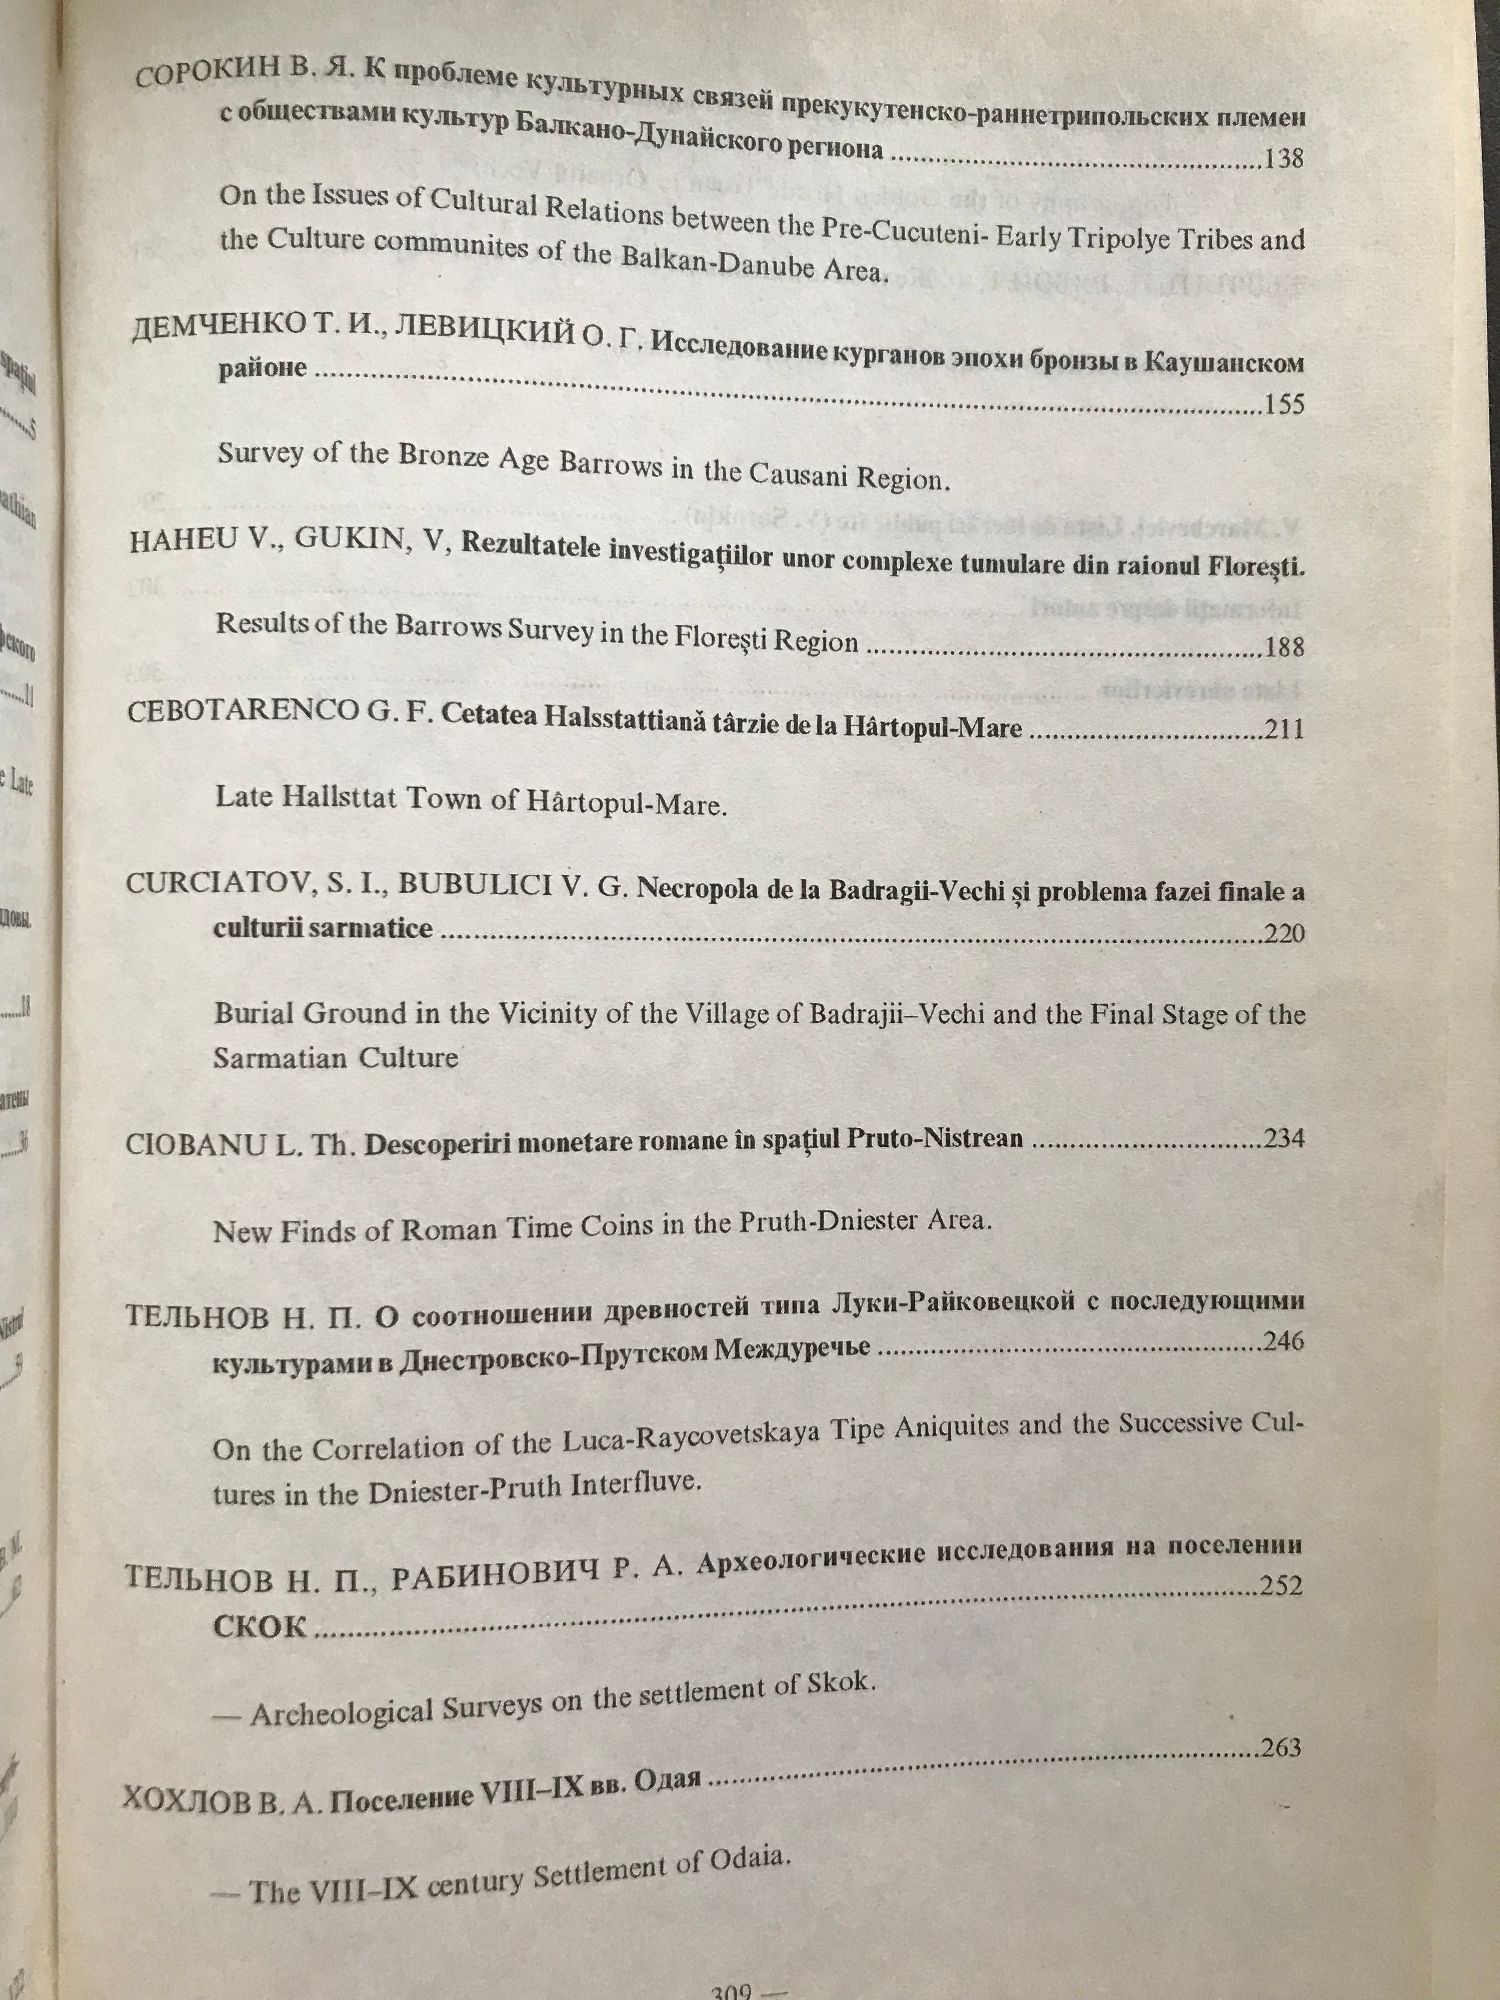 СОРОКИН В. Я. К проблеме культурных связей прекукутенско-раннетрипольских племен
с обществами культур Балкано-Дунайского региона ........................................138
On the Issues of Cultural Relations between the Pre-Cucuteni- Early Tripolye Tribes and
the Culture communites of the Balkan-Danube Area.
ДЕМЧЕНКО Т. И., ЛЕВИЦКИЙ О. Г. Исследование курганов эпохи бронзы в Каушанском
районе ........................................155
Survey of the Bronze Age Barrows in the Causani Region.
HAHEU V., GUKIN, V, Rezultatele investigațiilor unor complexe tumulare din raionul Florești.
Results of the Barrows Survey in the Florești Region ........................................188
CEBOTARENCO G. F. Cetatea Halsstattiană târzie de la Hârtopul-Mare ........................................211
Late Hallsttat Town of Hârtopul-Mare.
CURCIATOV, S. I., BUBULICI V. G. Necropola de la Badragii-Vechi și problema fazei finale a
culturii sarmatice ........................................220
Burial Ground in the Vicinity of the Village of Badrajii–Vechi and the Final Stage of the
Sarmatian Culture
CIOBANU L. Th. Descoperiri monetare romane în spațiul Pruto-Nistrean ........................................234
New Finds of Roman Time Coins in the Pruth-Dniester Area.
ТЕЛЬНОВ Н. П. О соотношении древностей типа Луки-Райковецкой с последующими
культурами в Днестровско-Прутском Междуречье ........................................246
On the Correlation of the Luca-Raycovetskaya Tipe Aniquites and the Successive Cul-
tures in the Dniester-Pruth Interfluve.
ТЕЛЬНОВ Н. П., РАБИНОВИЧ Р. А. Археологические исследования на поселении
СКОК ........................................252
— Archeological Surveys on the settlement of Skok.
ХОХЛОВ В. А. Поселение VIII–IX вв. Одая ........................................263
— The VIII–IX century Settlement of Odaia.
309 —